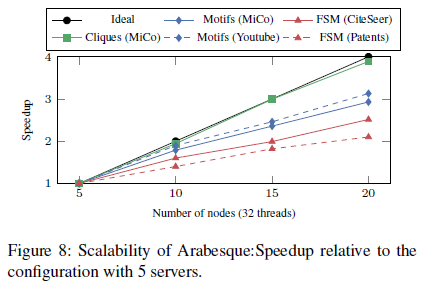 Ideal Motifs (MiCo) FSM (CiteSeer)
Cliques (MiCo) Motifs (Youtube) FSM (Patents)
4
3
2
1
Speedup
5 10 15 20
Number of nodes (32 threads)
Figure 8: Scalability of Arabesque:Speedup relative to the
configuration with 5 servers.